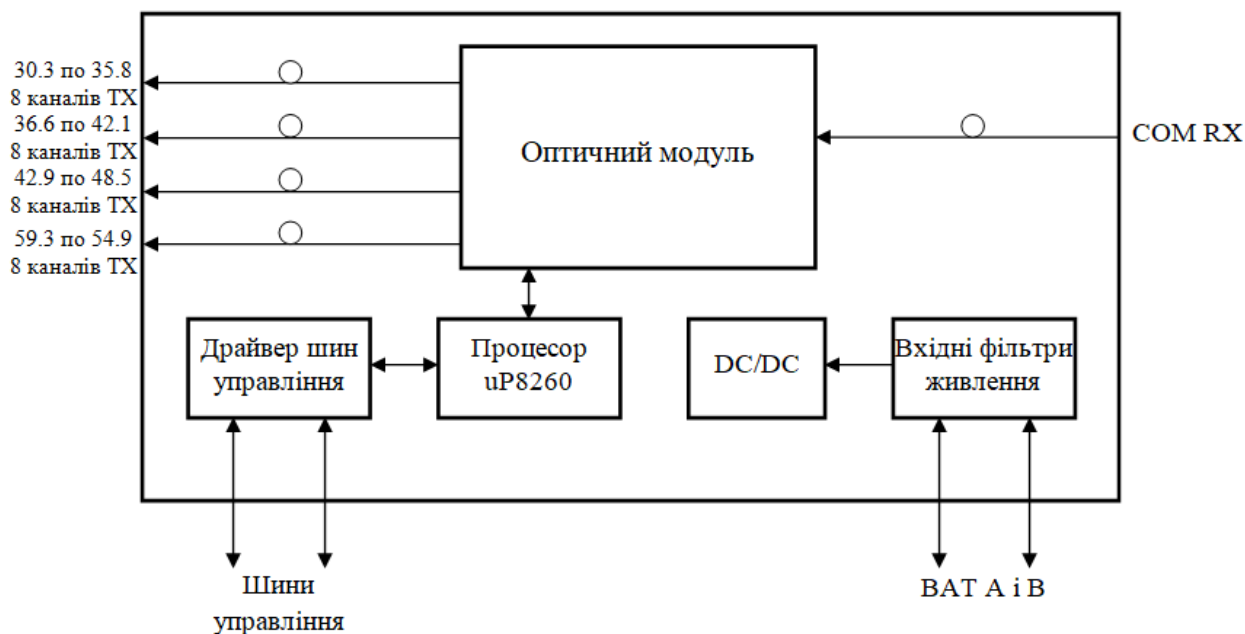 30.3 по 35.8
8 каналів TX
36.6 по 42.1
8 каналів TX
42.9 по 48.5
8 каналів TX
59.3 по 54.9
8 каналів TX
Оптичний модуль
COM RX
Драйвер шин
управління
Процесор
uP8260
DC/DC
Вхідні фільтри
живлення
Шини
управління
BAT А і В